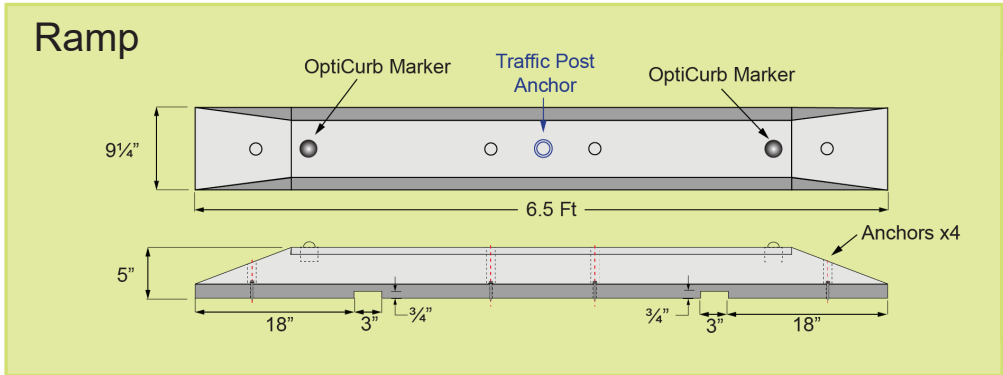 Ramp
OptiCurb Marker
Traffic Post
Anchor
OptiCurb Marker
9¼”
6.5 Ft
Anchors x4
5”
18”
3”
¾”
¾”
3”
18”